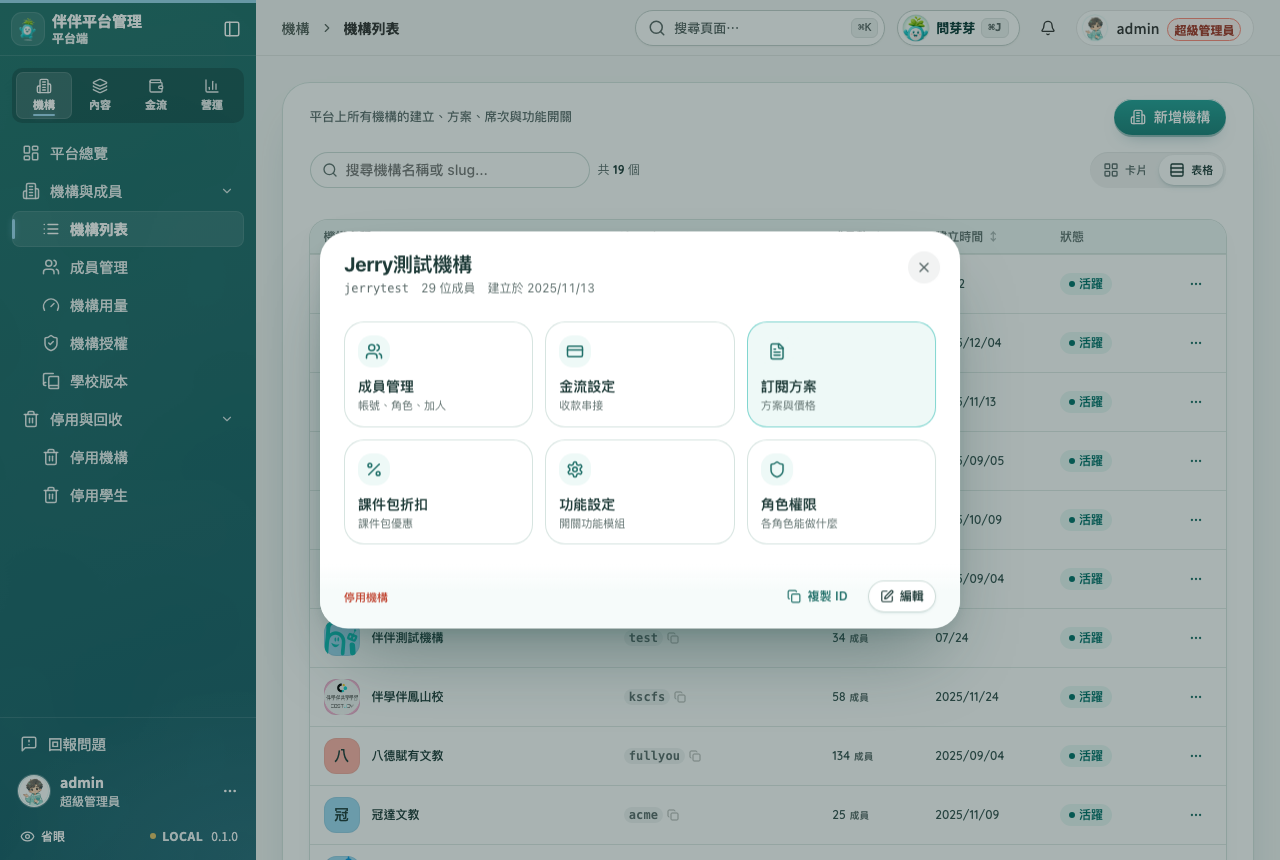 伴伴平台管理
平台端
機構
內容
金流
營運
平台總覽
機構與成員
機構列表
成員管理
機構用量
機構授權
學校版本
停用與回收
停用機構
停用學生
回報問題
admin
超級管理員
省眼
LOCAL 0.1.0
機構 > 機構列表
搜尋頁面⋯ ⌘K
問芽芽 ⌘J
admin 超級管理員
平台上所有機構的建立、方案、席次與功能開關
新增機構
搜尋機構名稱或 slug...
共 19 個
卡片
表格
立時間
狀態
活躍
/12/04 活躍
/11/13 活躍
/09/05 活躍
/10/09 活躍
/09/04 活躍
Jerry測試機構
jerrytest 29 位成員 建立於 2025/11/13
成員管理
帳號、角色、加人
金流設定
收款串接
訂閱方案
方案與價格
課件包折扣
課件包優惠
功能設定
開關功能模組
角色權限
各角色能做什麼
停用機構
複製 ID
編輯
伴伴測試機構 test 34 成員 07/24 活躍
伴學伴鳳山校 kscfs 58 成員 2025/11/24 活躍
八 八德賦有文教 fullyou 134 成員 2025/09/04 活躍
冠 冠達文教 acme 25 成員 2025/11/09 活躍